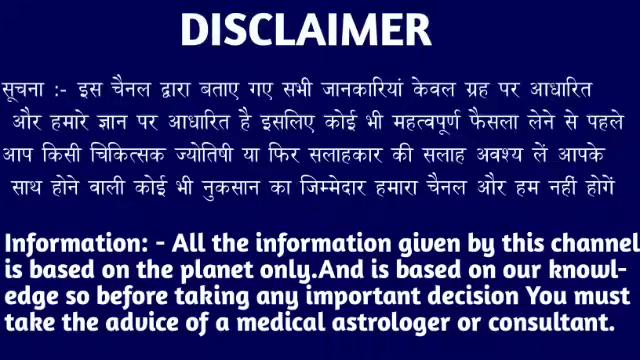 DISCLAIMER
सूचना :- इस चैनल द्वारा बताए गए सभी जानकारियां केवल ग्रह पर आधारित
और हमारे ज्ञान पर आधारित है इसलिए कोई भी महत्वपूर्ण फैसला लेने से पहले
आप किसी चिकित्सक ज्योतिषी या फिर सलाहकार की सलाह अवश्य लें आपके
साथ होने वाली कोई भी नुकसान का जिम्मेदार हमारा चैनल और हम नहीं होगें
Information: - All the information given by this channel
is based on the planet only.And is based on our knowl-
edge so before taking any important decision You must
take the advice of a medical astrologer or consultant.